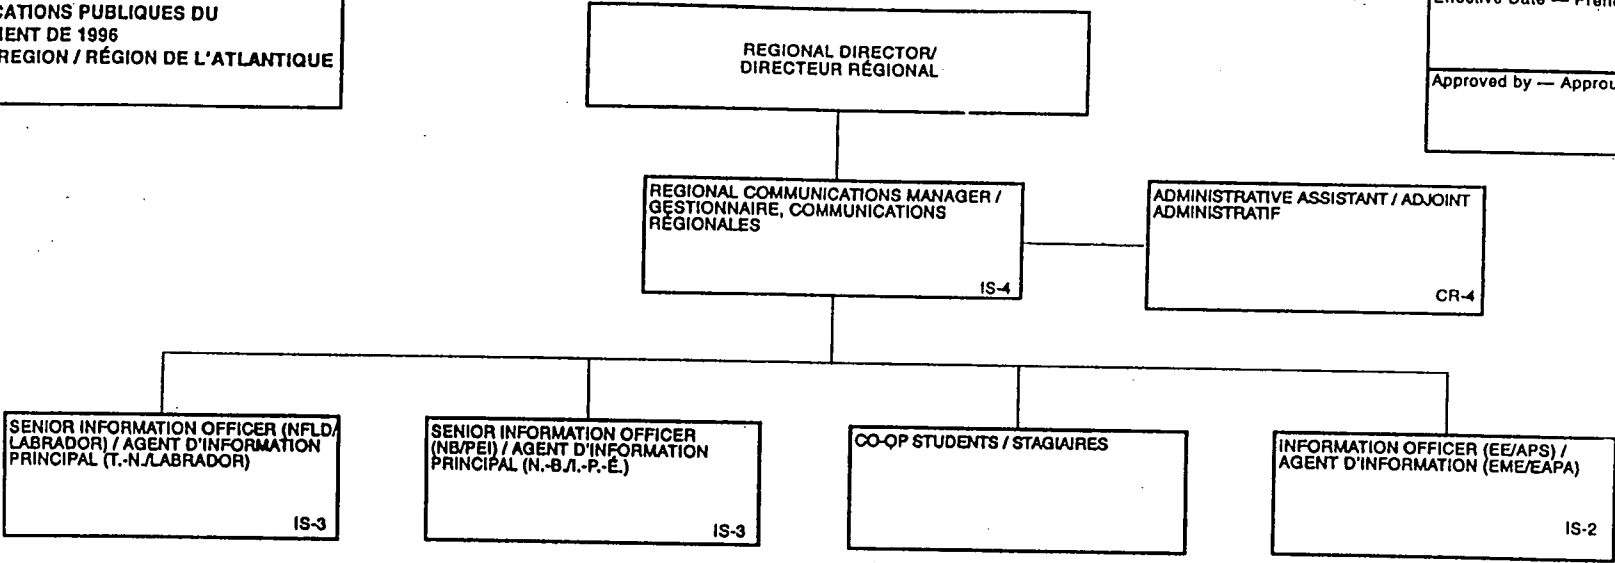 CATIONS PUBLIQUES DU
MENT DE 1996
REGION / RÉGION DE L'ATLANTIQUE
REGIONAL DIRECTOR/
DIRECTEUR RÉGIONAL
Effective Date —
Approved by —
REGIONAL COMMUNICATIONS MANAGER /
GESTIONNAIRE, COMMUNICATIONS
RÉGIONALES
IS-4
ADMINISTRATIVE ASSISTANT / ADJOINT
ADMINISTRATIF
CR-4
SENIOR INFORMATION OFFICER (NFLD/
LABRADOR) / AGENT D'INFORMATION
PRINCIPAL (T.-N./LABRADOR)
IS-3
SENIOR INFORMATION OFFICER
(NB/PEI) / AGENT D'INFORMATION
PRINCIPAL (N.-B./I.-P.-É.)
IS-3
CO-OP STUDENTS / STAGIAIRES
INFORMATION OFFICER (EE/APS) /
AGENT D'INFORMATION (EME/EAPA)
IS-2